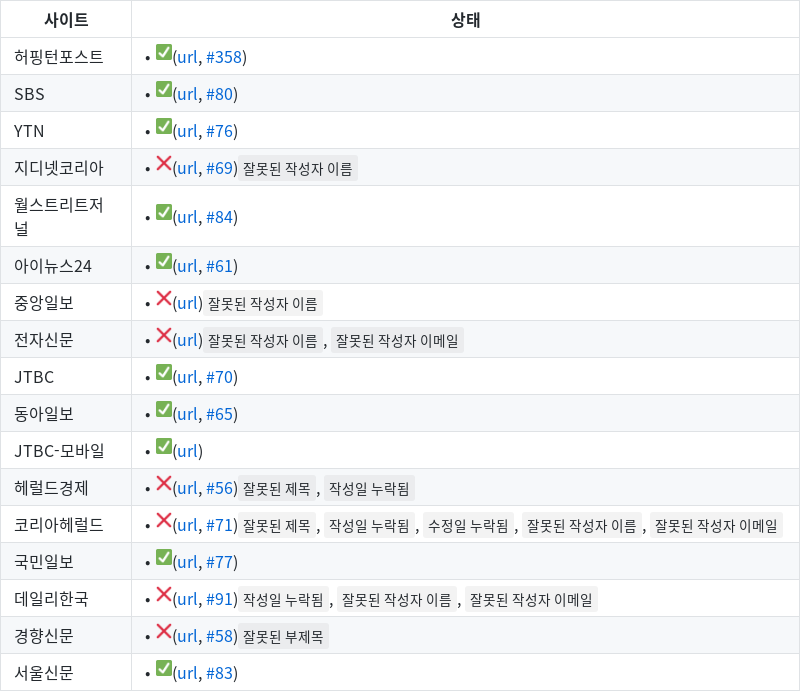 사이트 상태
허핑턴포스트 • ✅(url, #358)
SBS • ✅(url, #80)
YTN • ✅(url, #76)
지디넷코리아 • ❌(url, #69) 잘못된 작성자 이름
월스트리트저
널 • ✅(url, #84)
아이뉴스24 • ✅(url, #61)
중앙일보 • ❌(url) 잘못된 작성자 이름
전자신문 • ❌(url) 잘못된 작성자 이름 , 잘못된 작성자 이메일
JTBC • ✅(url, #70)
동아일보 • ✅(url, #65)
JTBC-모바일 • ✅(url)
헤럴드경제 • ❌(url, #56) 잘못된 제목 , 작성일 누락됨
코리아헤럴드 • ❌(url, #71) 잘못된 제목 , 작성일 누락됨 , 수정일 누락됨 , 잘못된 작성자 이름 , 잘못된 작성자 이메일
국민일보 • ✅(url, #77)
데일리한국 • ❌(url, #91) 작성일 누락됨 , 잘못된 작성자 이름 , 잘못된 작성자 이메일
경향신문 • ❌(url, #58) 잘못된 부제목
서울신문 • ✅(url, #83)